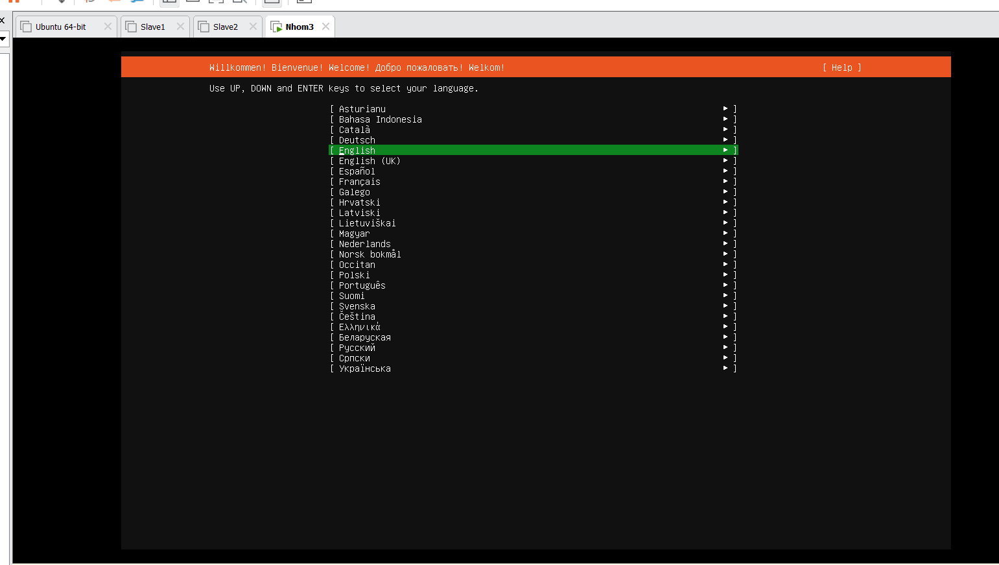 Ubuntu 64-bit Slave1 Slave2 Nhom3
Willkommen! Bienvenue! Welcome! Добро пожаловать! Welkom! [ Help ]
Use UP, DOWN and ENTER keys to select your language.
[ Asturianu ► ]
[ Bahasa Indonesia ► ]
[ Català ► ]
[ Deutsch ► ]
[ English ► ]
[ English (UK) ► ]
[ Español ► ]
[ Français ► ]
[ Galego ► ]
[ Hrvatski ► ]
[ Latviski ► ]
[ Lietuviškai ► ]
[ Magyar ► ]
[ Nederlands ► ]
[ Norsk bokmål ► ]
[ Occitan ► ]
[ Polski ► ]
[ Português ► ]
[ Suomi ► ]
[ Svenska ► ]
[ Čeština ► ]
[ Ελληνικά ► ]
[ Беларуская ► ]
[ Русский ► ]
[ Српски ► ]
[ Українська ► ]